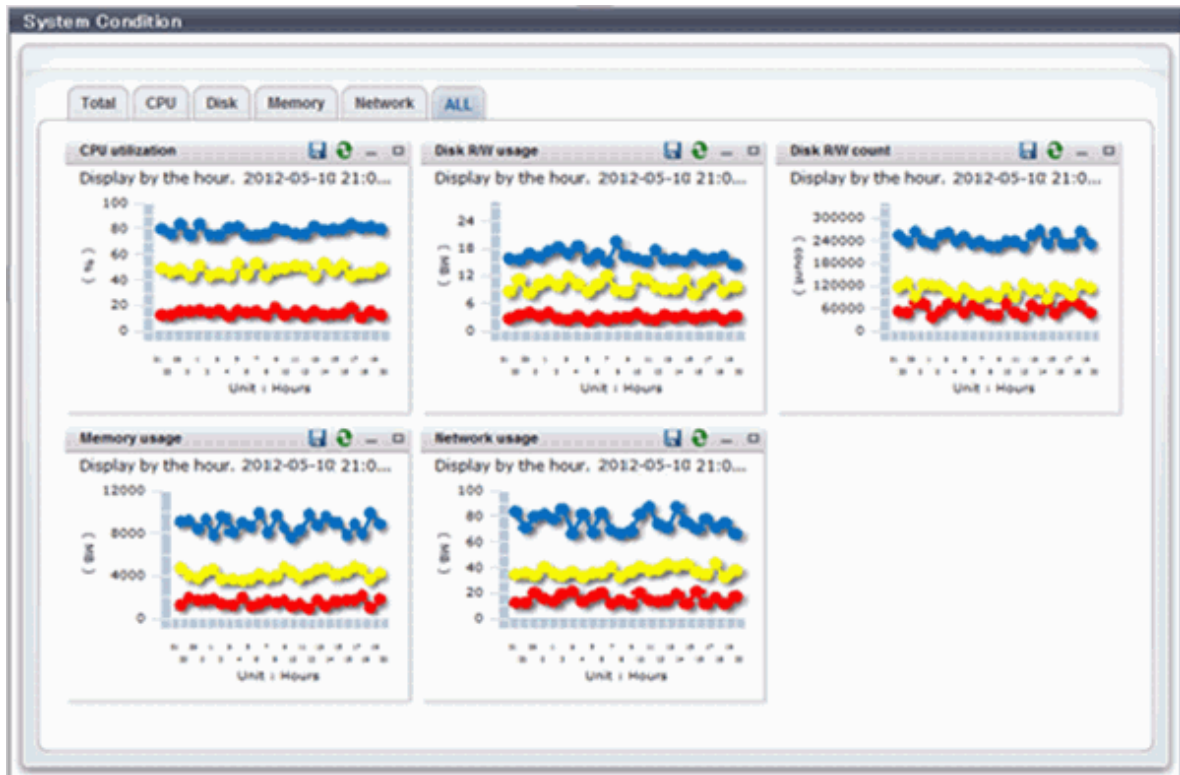 System Condition
Total CPU Disk Memory Network ALL
CPU utilization
Display by the hour. 2012-05-10 21:0...
100
80
60
40
20
0
( % )
Unit : Hours
Disk R/W usage
Display by the hour. 2012-05-10 21:0...
24
18
12
6
0
( MB )
Unit : Hours
Disk R/W count
Display by the hour. 2012-05-10 21:0...
300000
240000
180000
120000
60000
0
( count )
Unit : Hours
Memory usage
Display by the hour. 2012-05-10 21:0...
12000
8000
4000
0
( MB )
Unit : Hours
Network usage
Display by the hour. 2012-05-10 21:0...
100
80
60
40
20
0
( MB )
Unit : Hours